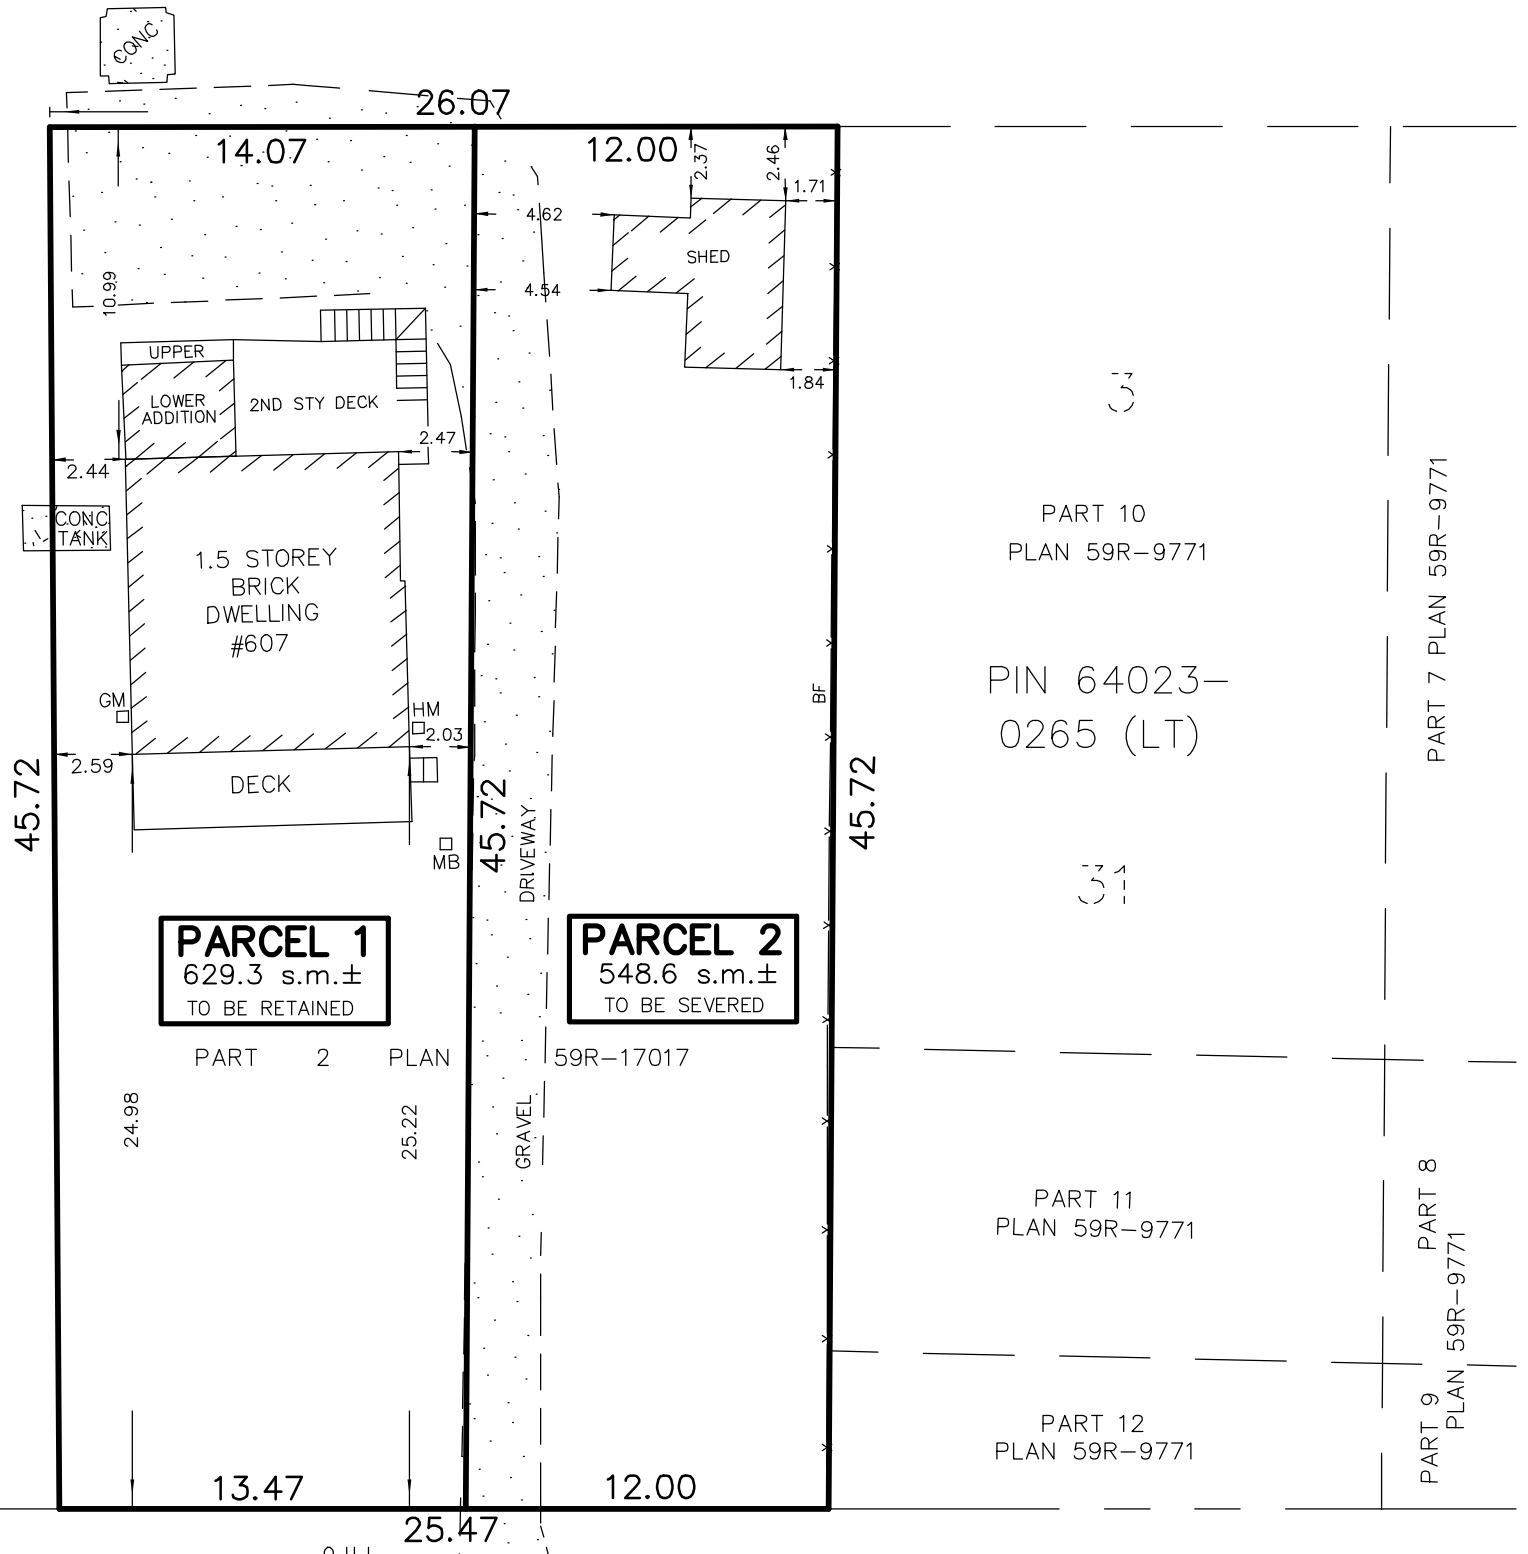 CONC
26.07
14.07
12.00
2.37
2.46
1.71
4.62
SHED
4.54
10.99
UPPER
LOWER
ADDITION
2ND STY DECK
1.84
3
2.47
2.44
CONC
TANK
1.5 STOREY
BRICK
DWELLING
#607
PART 10
PLAN 59R-9771
PART 7 PLAN 59R-9771
PIN 64023-
0265 (LT)
BF
GM
HM
2.03
2.59
DECK
45.72
45.72
45.72
DRIVEWAY
MB
31
PARCEL 1
629.3 s.m.±
TO BE RETAINED
PARCEL 2
548.6 s.m.±
TO BE SEVERED
PART 2 PLAN 59R-17017
24.98
25.22
GRAVEL
PART 11
PLAN 59R-9771
PART 8
PLAN 59R-9771
PART 12
PLAN 59R-9771
PART 9
13.47
12.00
25.47